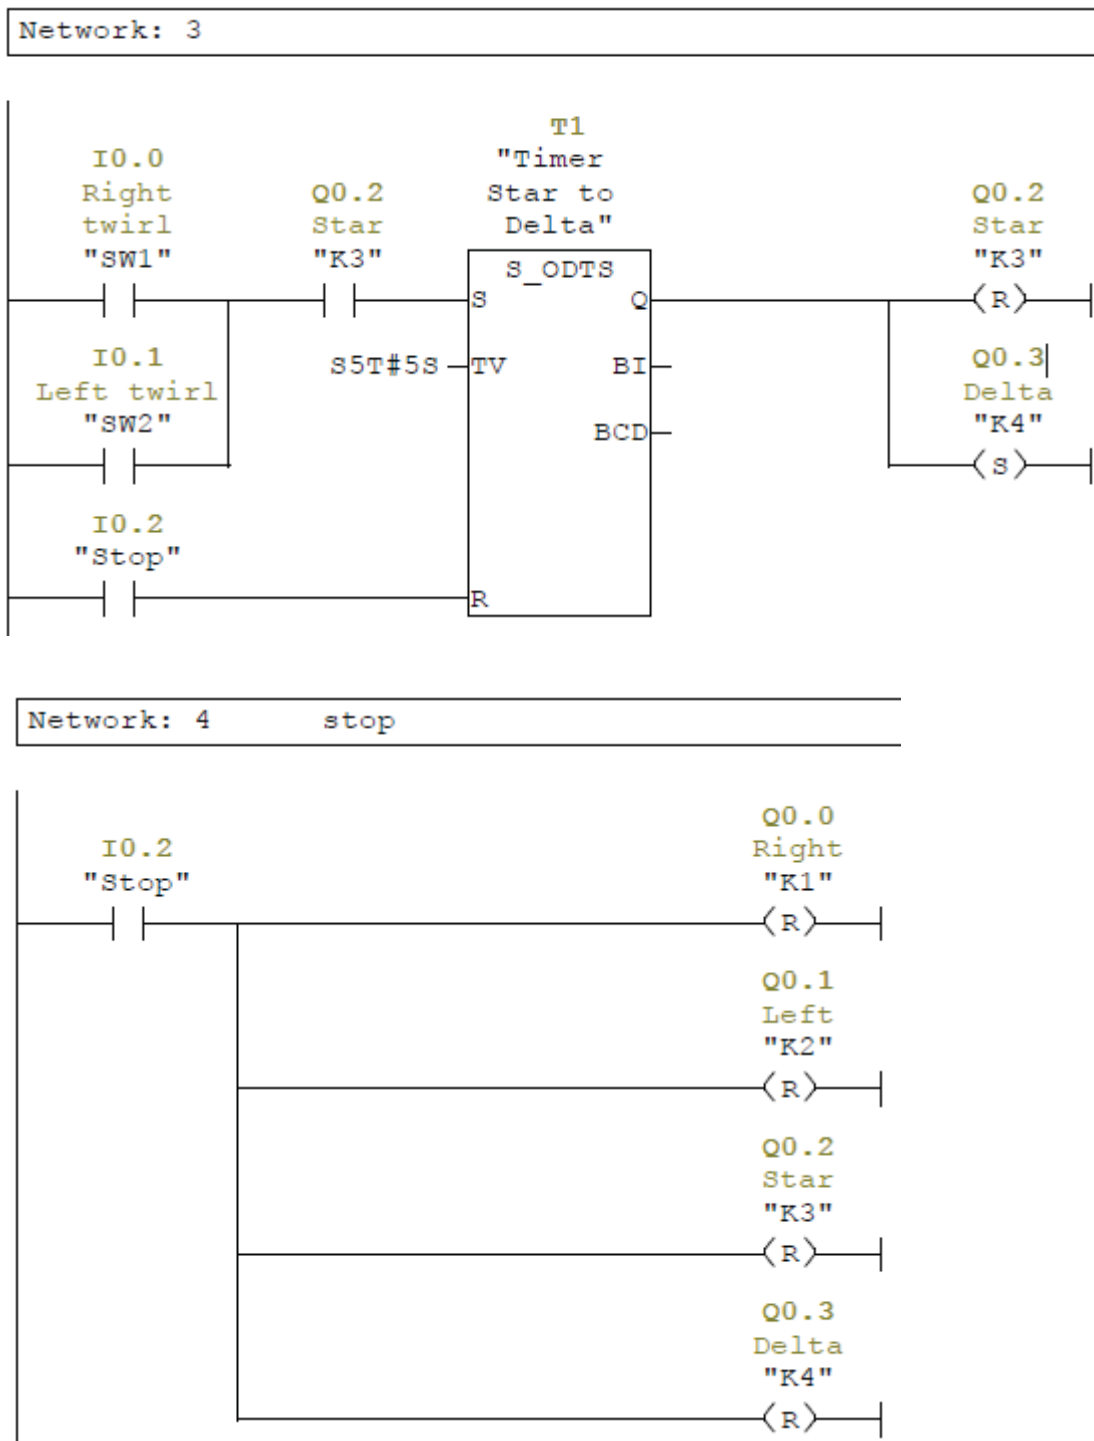 Network: 3
T1
"Timer
Star to
Delta"
I0.0
Right
twirl
"SW1"
Q0.2
Star
"K3"
S_ODTS
S
Q
Q0.2
Star
"K3"
(R)
I0.1
Left twirl
"SW2"
S5T#5S
TV
BI
BCD
Q0.3
Delta
"K4"
(S)
I0.2
"Stop"
R
Network: 4 stop
I0.2
"Stop"
Q0.0
Right
"K1"
(R)
Q0.1
Left
"K2"
(R)
Q0.2
Star
"K3"
(R)
Q0.3
Delta
"K4"
(R)